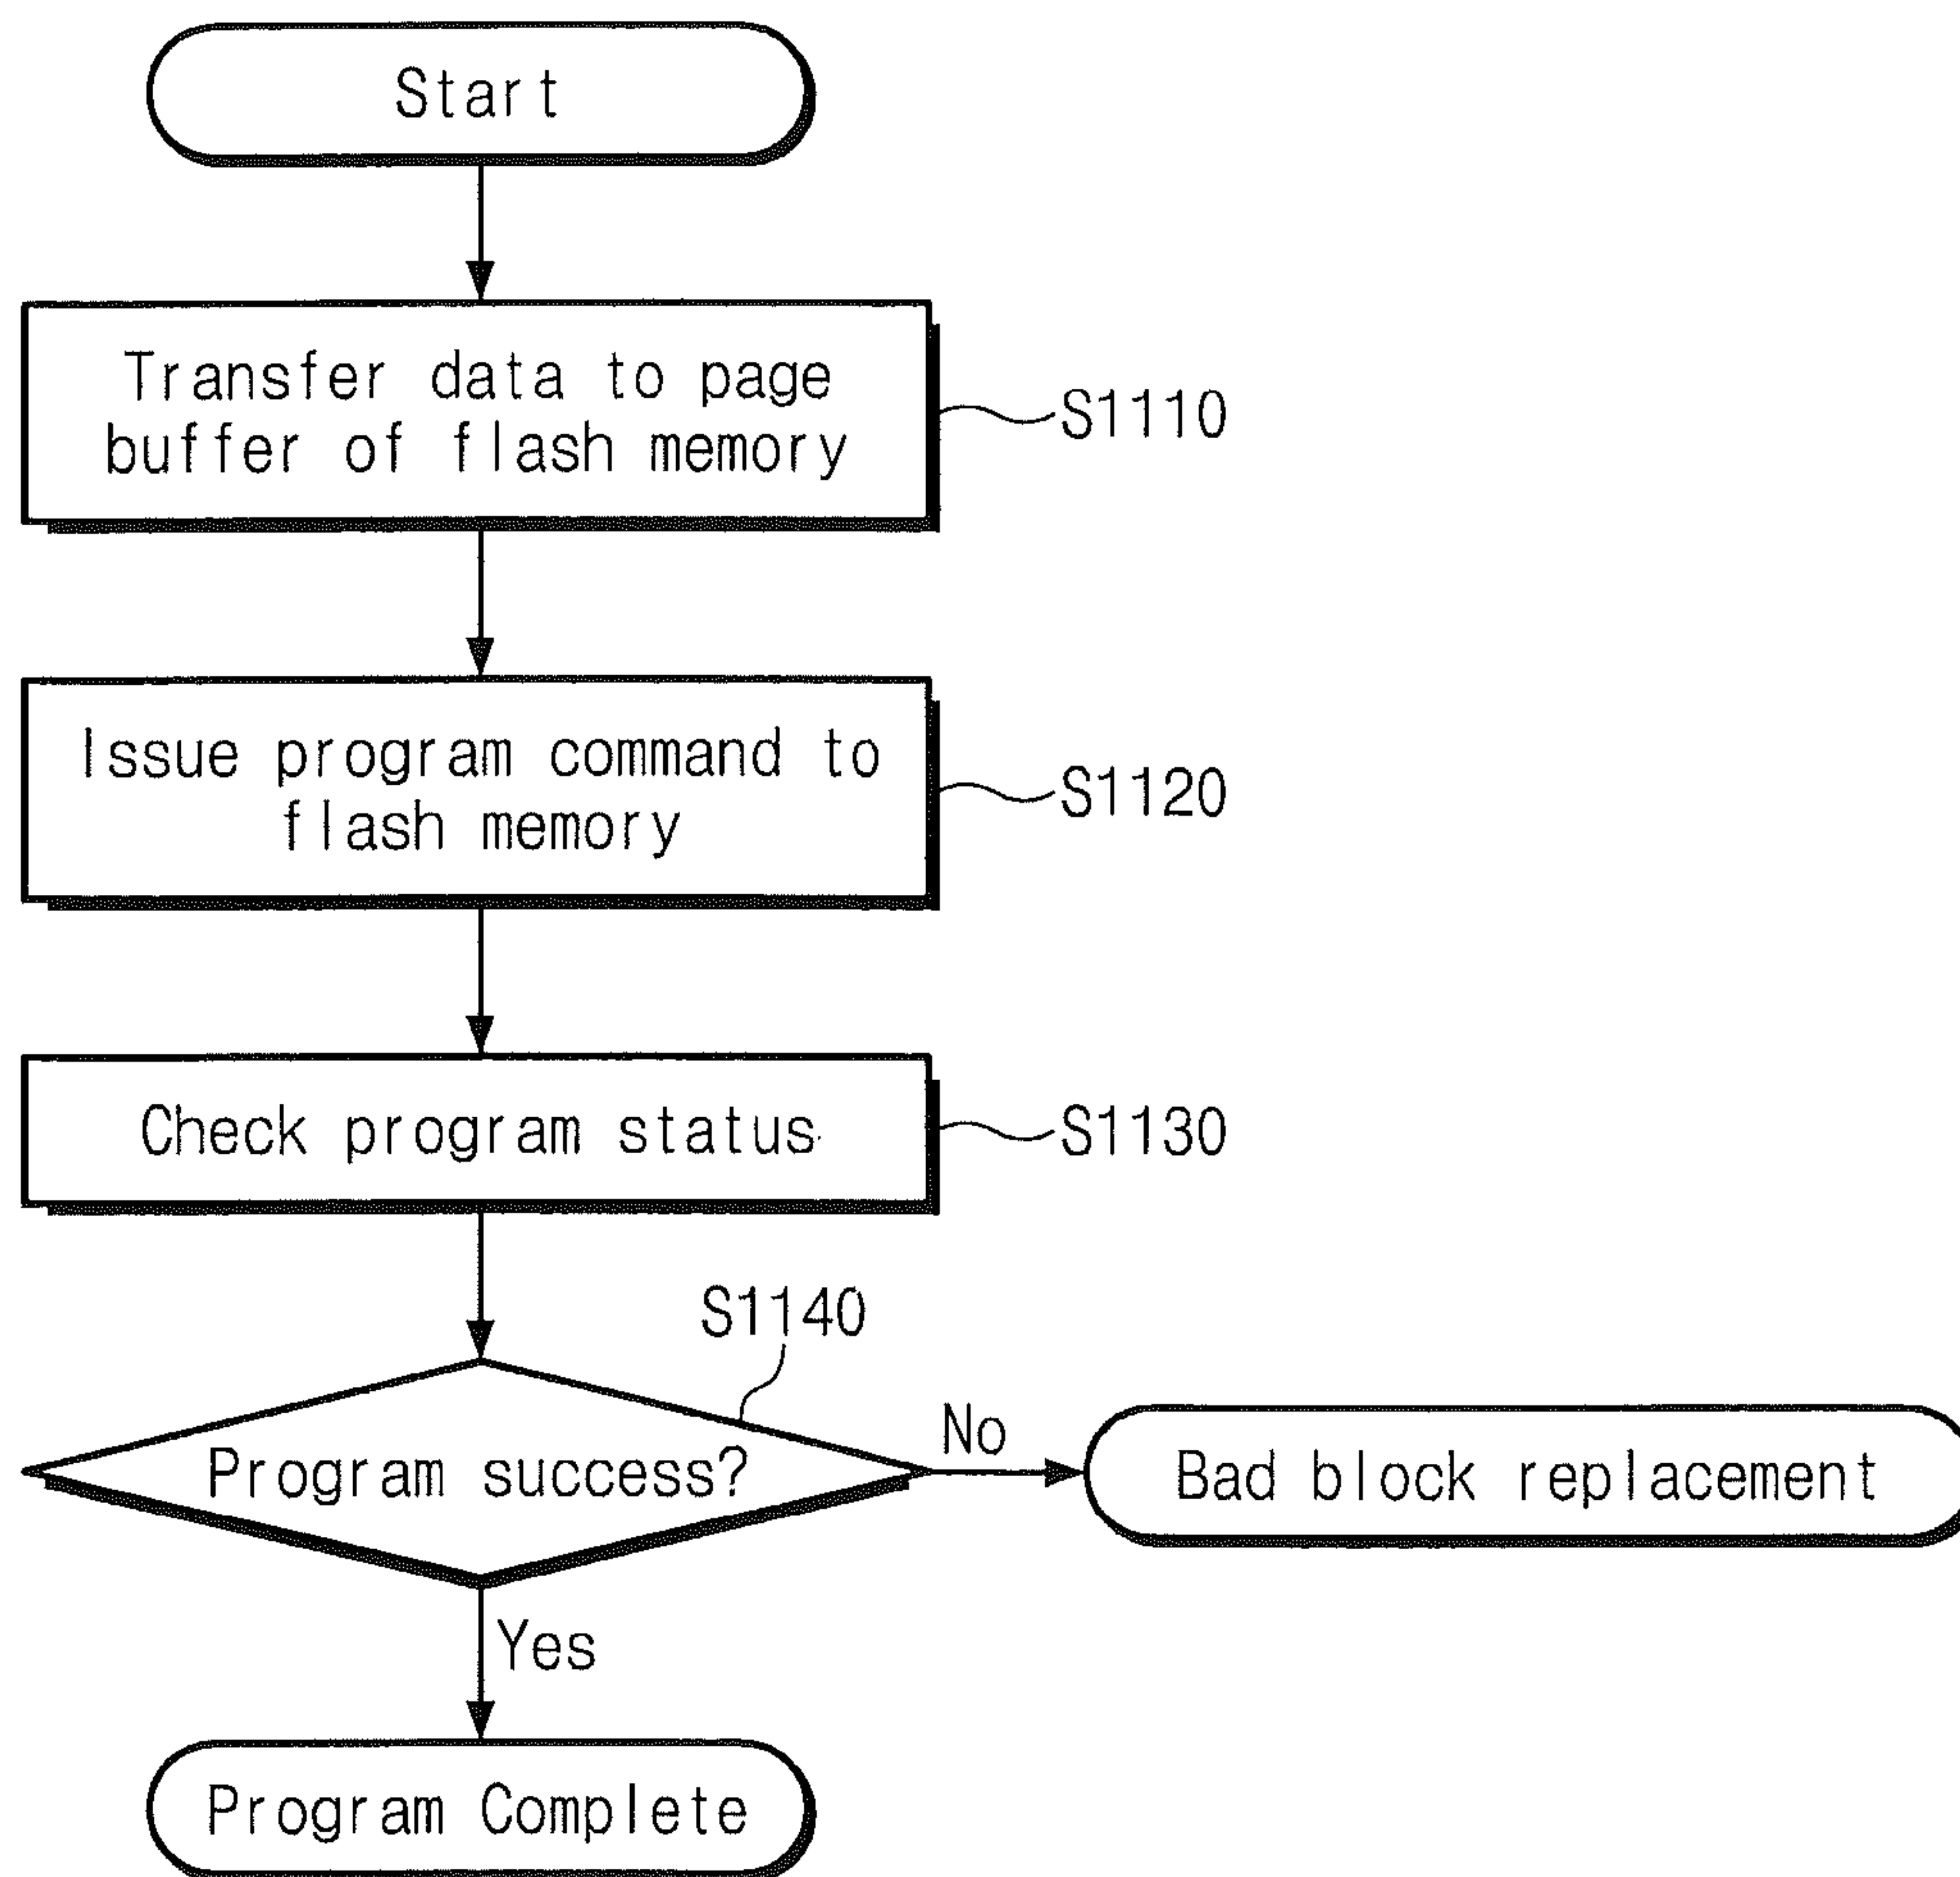 Start
Transfer data to page
buffer of flash memory
S1110
Issue program command to
flash memory
S1120
Check program status
S1130
S1140
Program success?
No
Bad block replacement
Yes
Program Complete